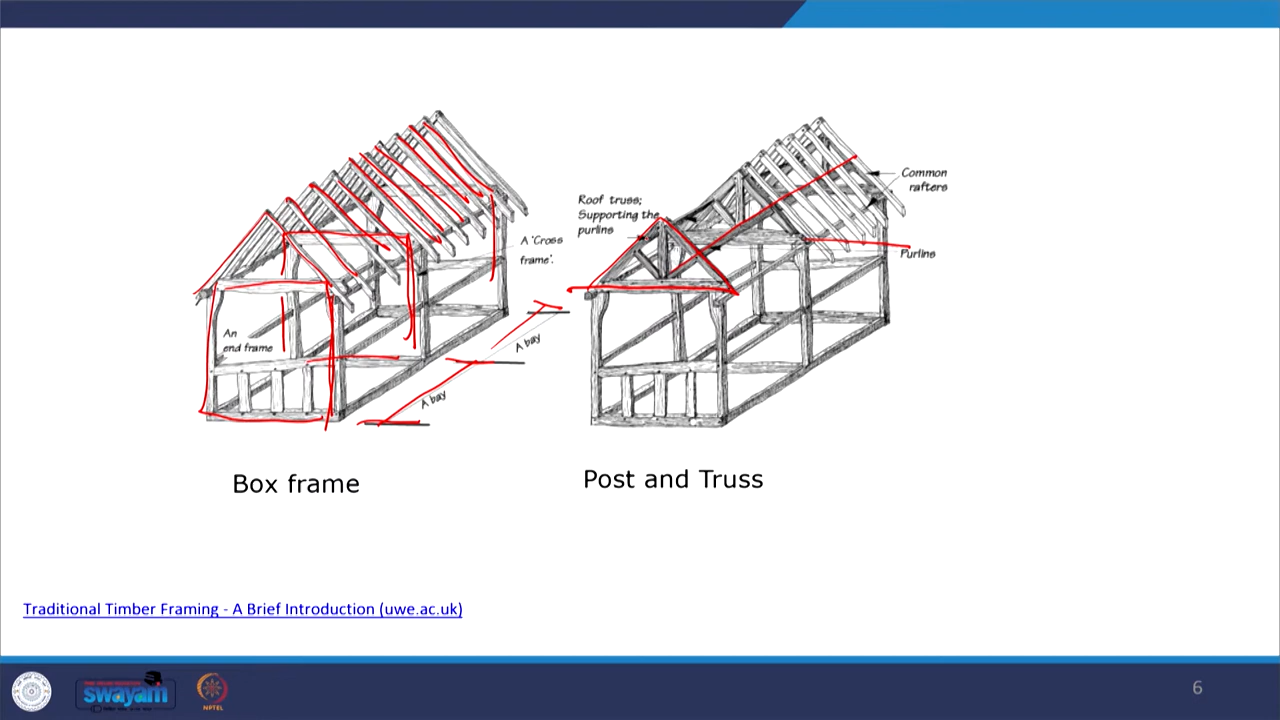 Roof truss;
Supporting the
purlins
Common
rafters
A 'Cross
frame'.
Purlin
An
end frame
A bay
A bay
Box frame
Post and Truss
Traditional Timber Framing - A Brief Introduction (uwe.ac.uk)
swayam
NPTEL
6